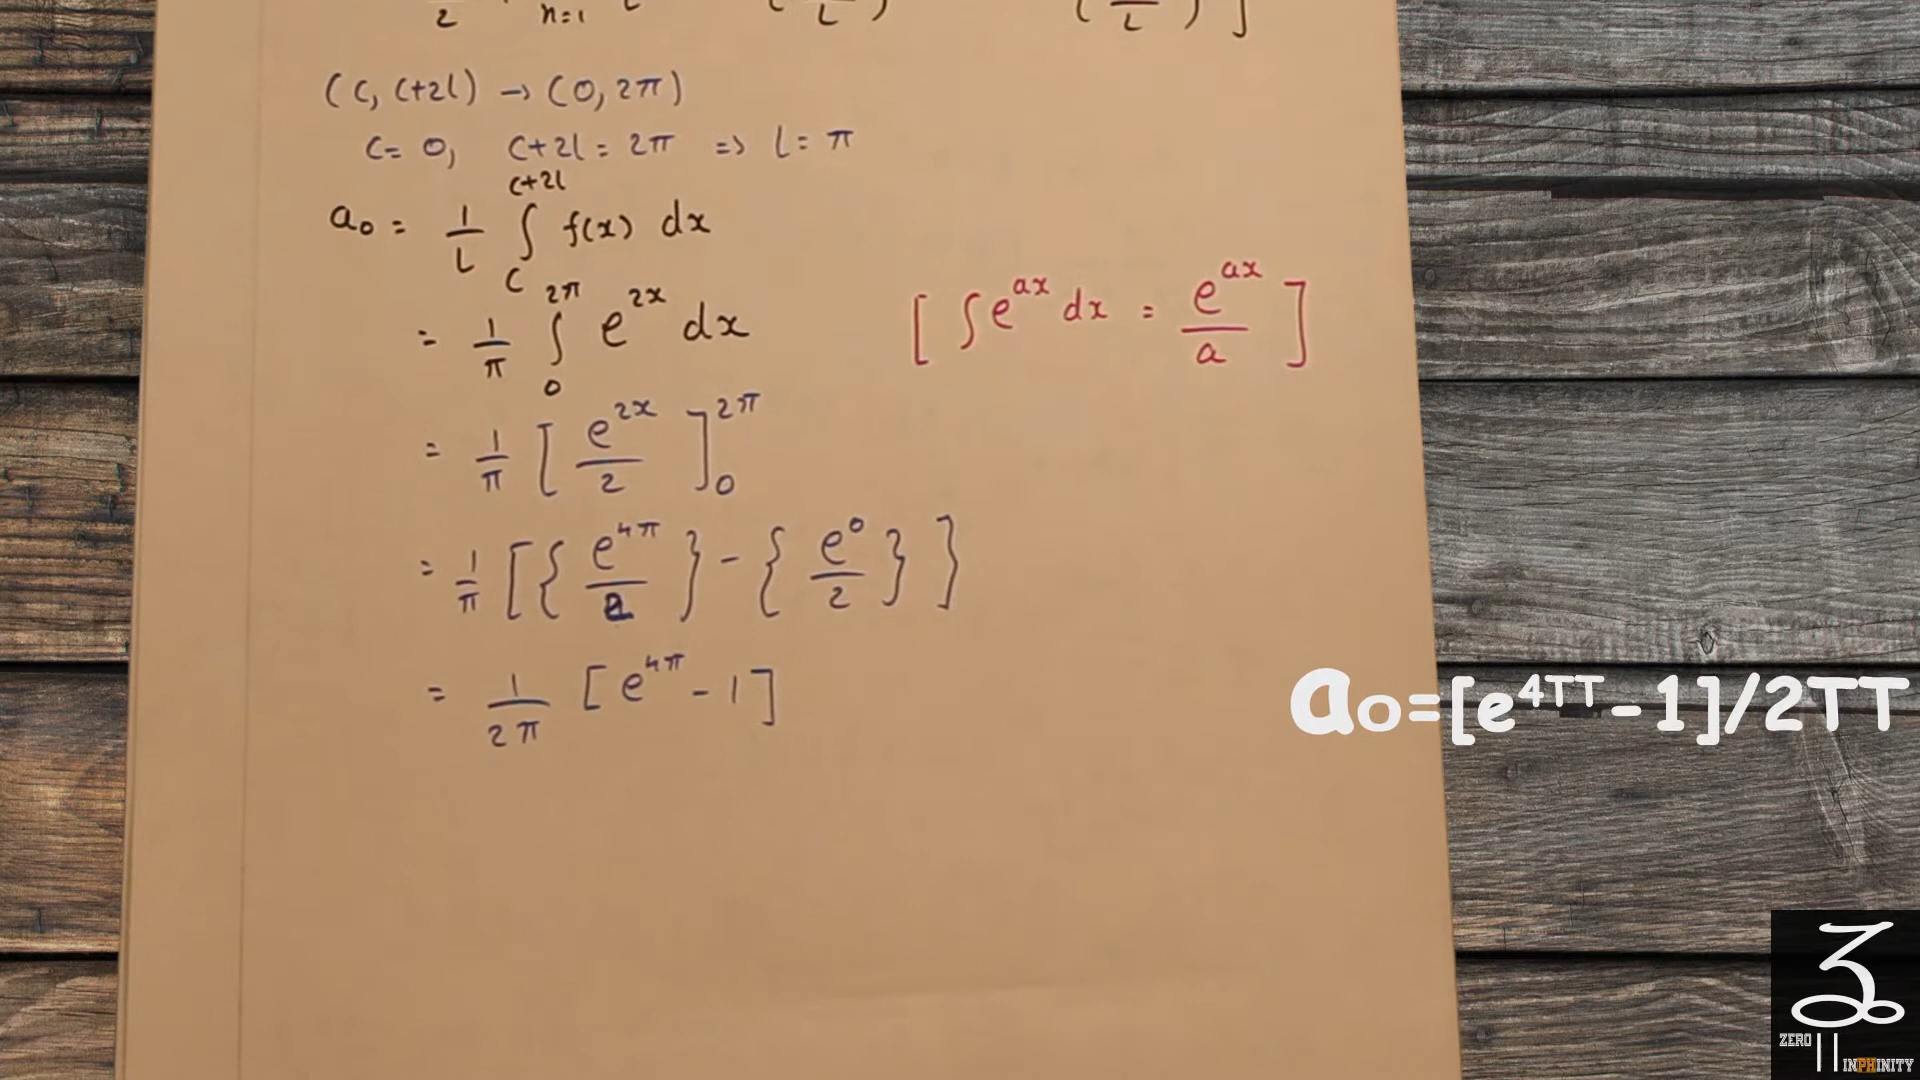 2 n=1 L L
(c, c+2l) → (0, 2π)
c= 0, c+2l = 2π => l = π
a₀ = 1/L ∫_c^{c+2l} f(x) dx
= 1/π ∫_0^{2π} e^{2x} dx [∫e^{ax} dx = e^{ax}/a]
= 1/π [e^{2x}/2]_0^{2π}
= 1/π [{e^{4π}/2} - {e^0/2}]
= 1/2π [e^{4π} - 1]
a₀=[e^{4TT}-1]/2TT
ZERO
INPHINITY